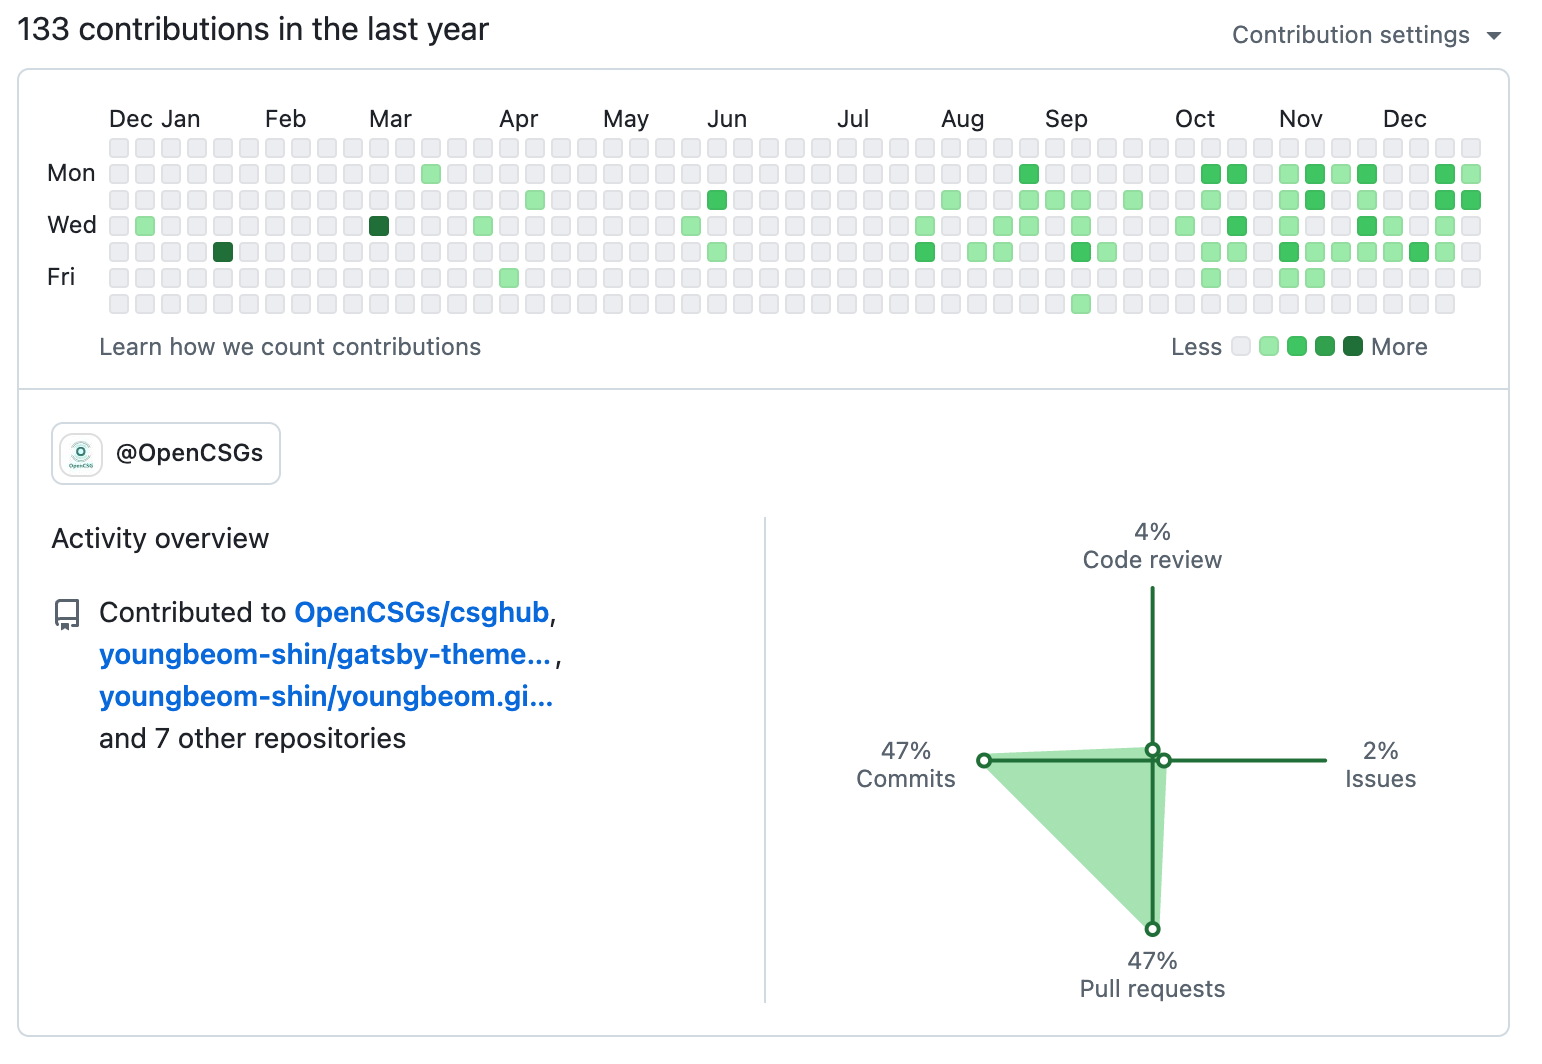 133 contributions in the last year
Contribution settings
Dec Jan Feb Mar Apr May Jun Jul Aug Sep Oct Nov Dec
Mon
Wed
Fri
Learn how we count contributions
Less More
OpenCSG
@OpenCSGs
Activity overview
Contributed to OpenCSGs/csghub,
youngbeom-shin/gatsby-theme... ,
youngbeom-shin/youngbeom.gi...
and 7 other repositories
4%
Code review
47%
Commits
2%
Issues
47%
Pull requests